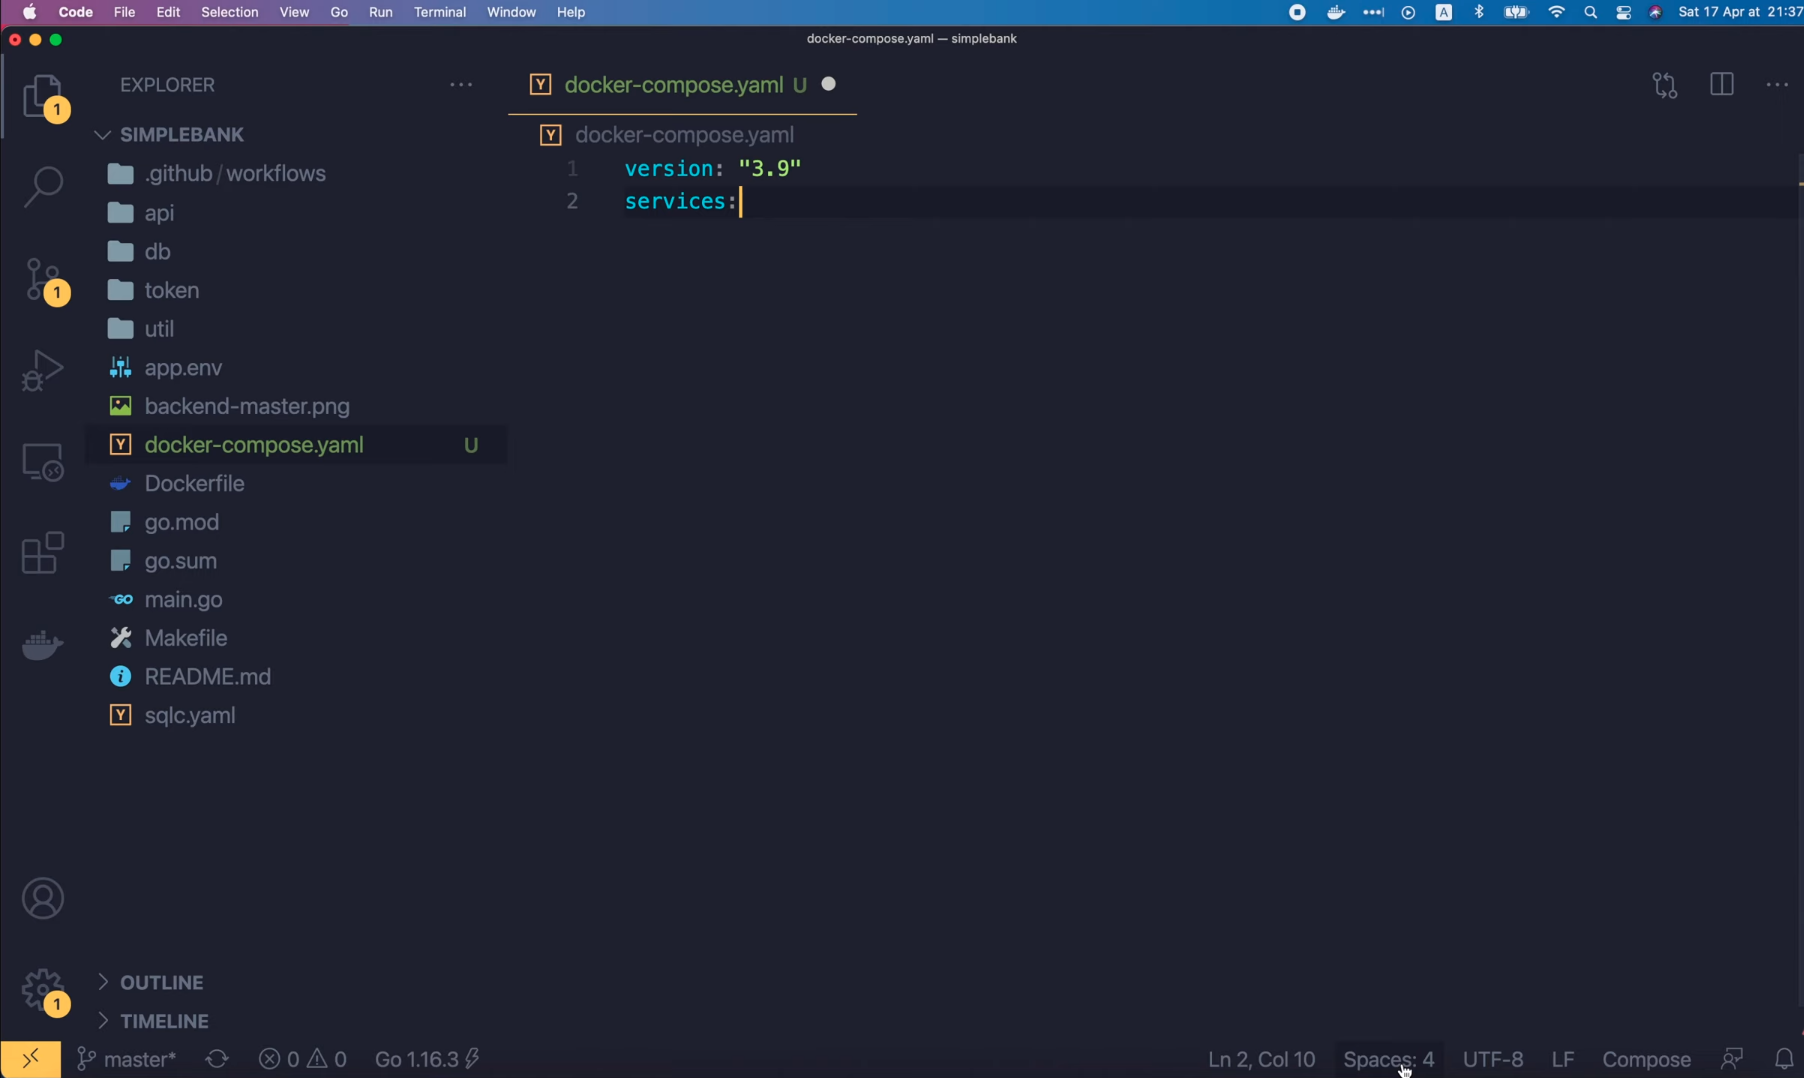 Code File Edit Selection View Go Run Terminal Window Help A Sat 17 Apr at 21:37
docker-compose.yaml — simplebank
EXPLORER
1
SIMPLEBANK
.github/workflows
api
db
1
token
util
app.env
backend-master.png
docker-compose.yaml U
Dockerfile
go.mod
go.sum
main.go
Makefile
README.md
sqlc.yaml
OUTLINE
1
TIMELINE
docker-compose.yaml U
docker-compose.yaml
1 version: "3.9"
2 services:
master* 0 0 Go 1.16.3 Ln 2, Col 10 Spaces: 4 UTF-8 LF Compose